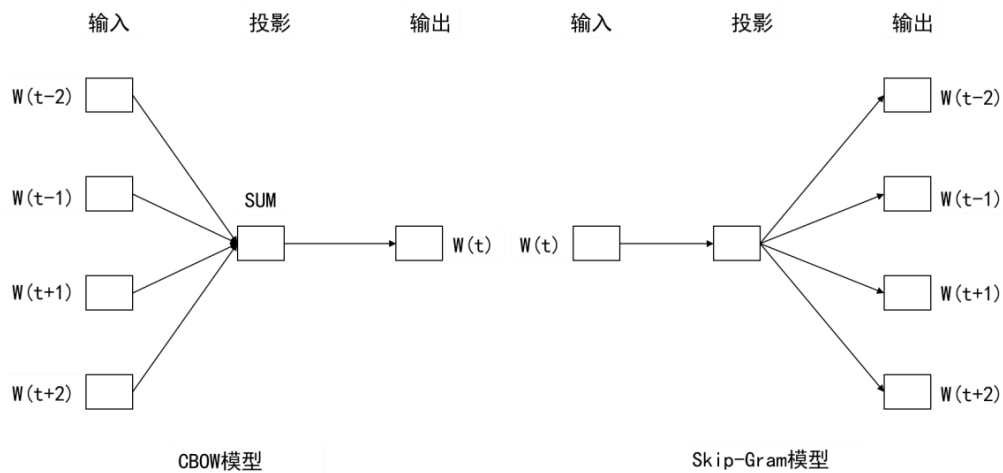 输入 投影 输出 输入 投影 输出
W(t-2) W(t-2)
W(t-1) W(t-1)
SUM
W(t) W(t)
W(t+1) W(t+1)
W(t+2) W(t+2)
CBOW模型 Skip-Gram模型